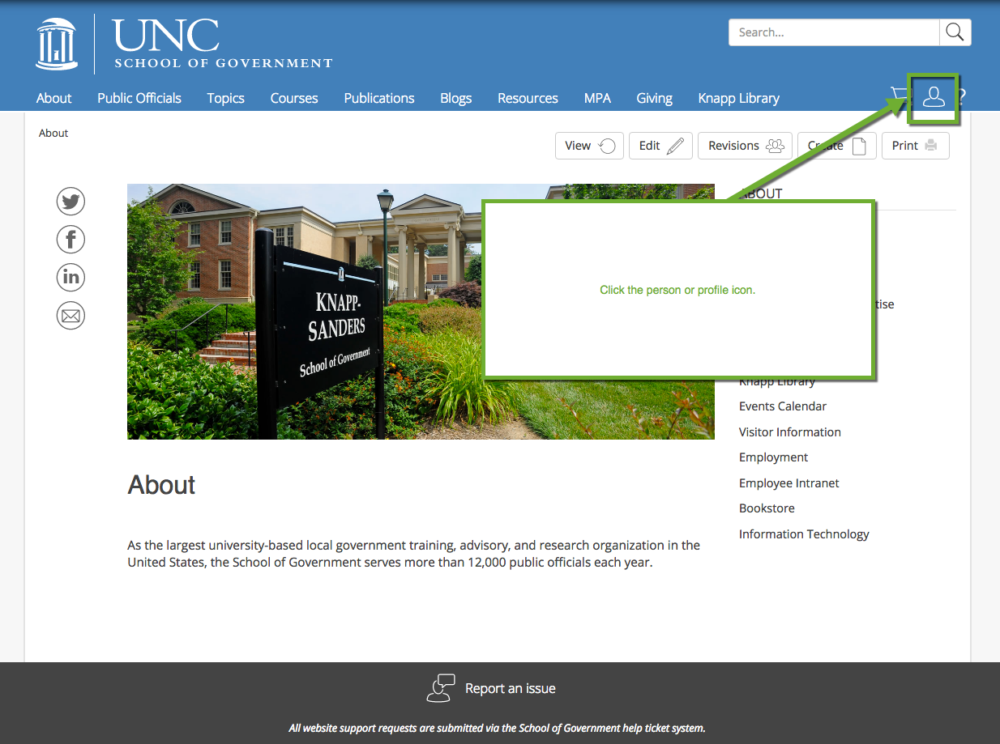 UNC
SCHOOL OF GOVERNMENT
Search...
About Public Officials Topics Courses Publications Blogs Resources MPA Giving Knapp Library ?
About
View Edit Revisions Create Print
ABOUT
Click the person or profile icon.
tise
KNAPP-
SANDERS
School of Government
Knapp Library
Events Calendar
Visitor Information
Employment
Employee Intranet
Bookstore
Information Technology
About
As the largest university-based local government training, advisory, and research organization in the
United States, the School of Government serves more than 12,000 public officials each year.
Report an issue
All website support requests are submitted via the School of Government help ticket system.